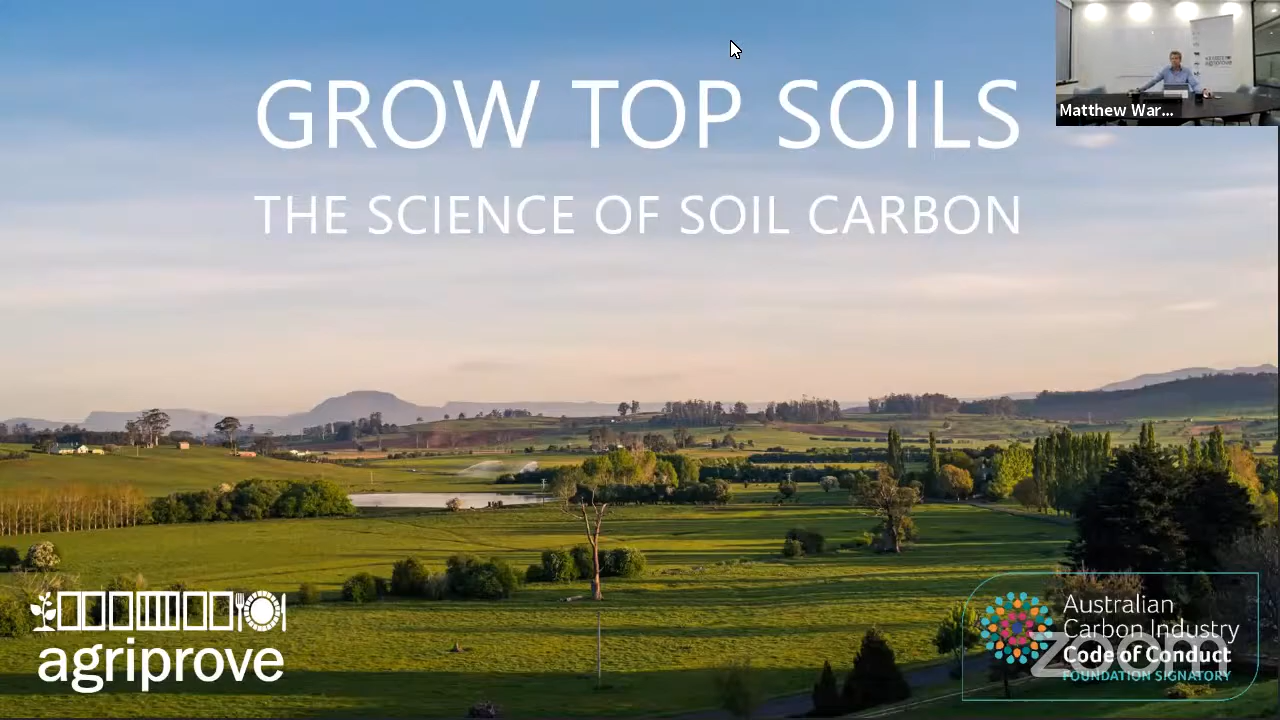 GROW TOP SOILS
THE SCIENCE OF SOIL CARBON
Matthew War...
agriprove
agriprove
Australian
Carbon Industry
Code of Conduct
FOUNDATION SIGNATORY
zoom